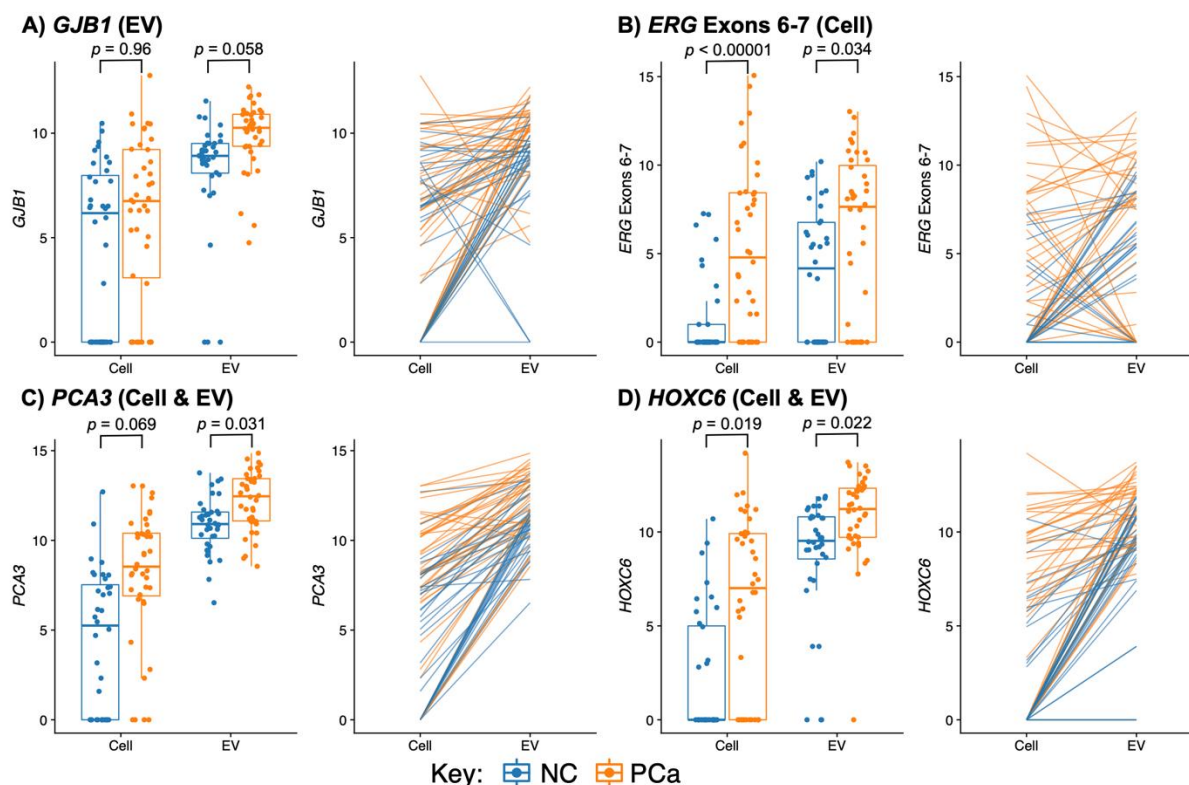 A) GJB1 (EV)
p = 0.96
p = 0.058
GJB1
10
5
0
Cell
EV
GJB1
10
5
0
Cell
EV
B) ERG Exons 6-7 (Cell)
p < 0.00001
p = 0.034
ERG Exons 6-7
15
10
5
0
Cell
EV
ERG Exons 6-7
15
10
5
0
Cell
EV
C) PCA3 (Cell & EV)
p = 0.069
p = 0.031
PCA3
15
10
5
0
Cell
EV
PCA3
15
10
5
0
Cell
EV
D) HOXC6 (Cell & EV)
p = 0.019
p = 0.022
HOXC6
10
5
0
Cell
EV
HOXC6
10
5
0
Cell
EV
Key: NC PCa